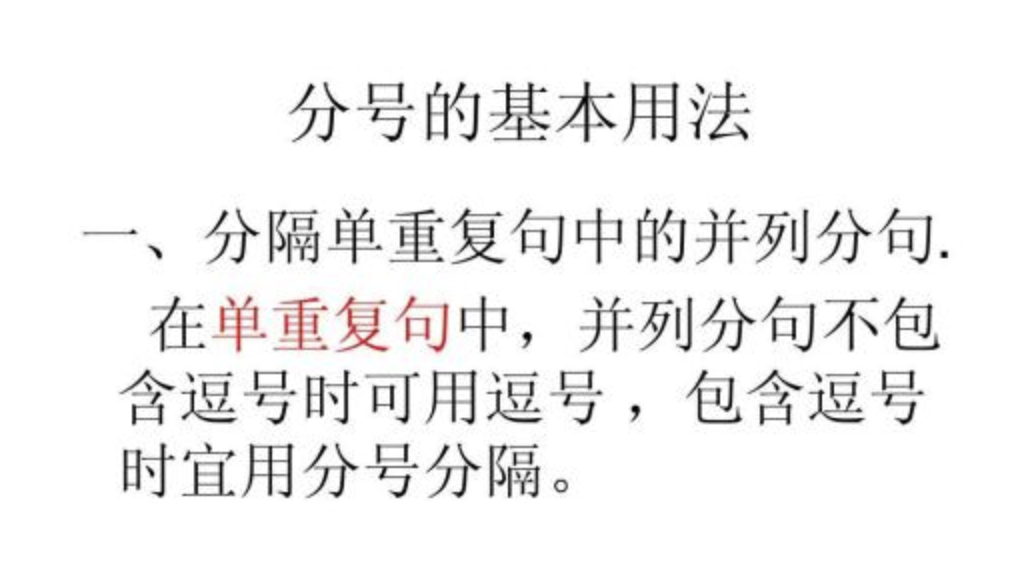 分号的基本用法
一、分隔单重复句中的并列分句.
在单重复句中，并列分句不包
含逗号时可用逗号，包含逗号
时宜用分号分隔。